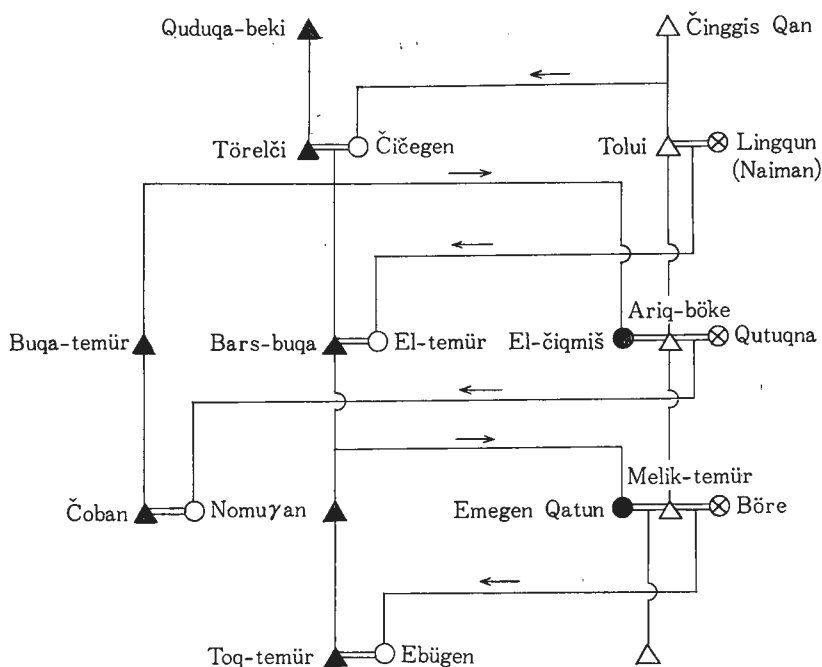 Quduqa-beki Činggis Qan
Törelči Čičegen Tolui Lingqun
(Naiman)
Ariq-böke
Buqa-temür Bars-buqa El-temür El-čiqmiš Qutuqna
Melik-temür
Čoban Nomuγan Emegen Qatun Böre
Toq-temür Ebügen